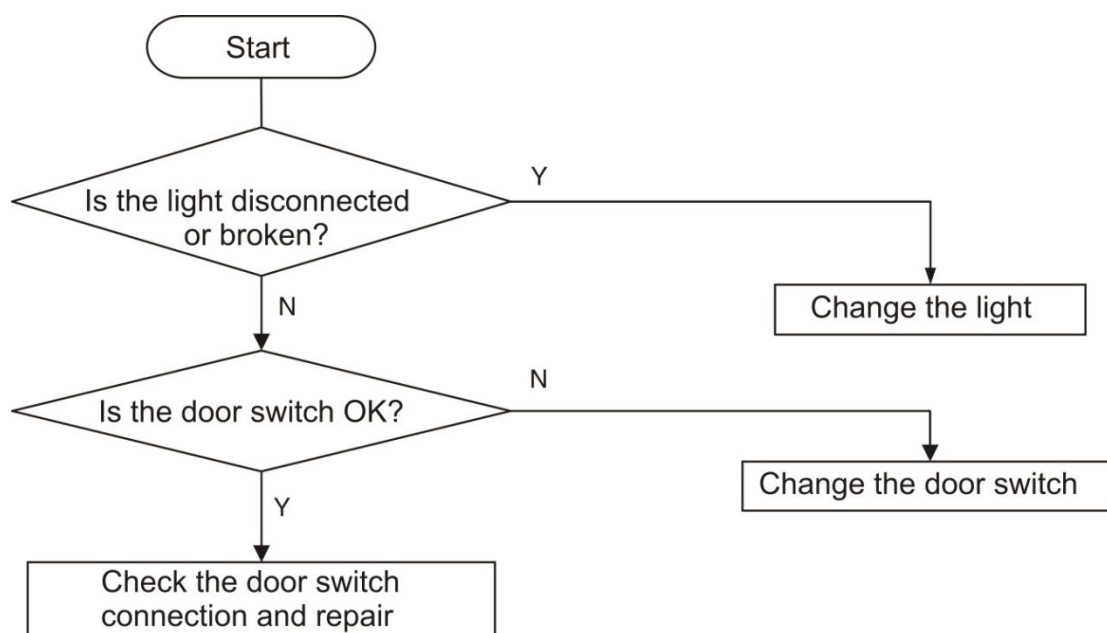 Start
Is the light disconnected
or broken?
Y
Change the light
N
Is the door switch OK?
N
Change the door switch
Y
Check the door switch
connection and repair